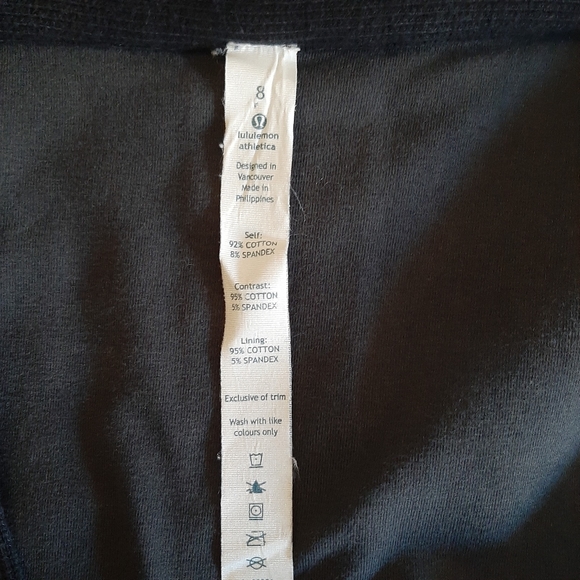 8
lululemon
athletica
Designed in
Vancouver
Made in
Philippines
Self:
92% COTTON
8% SPANDEX
Contrast:
95% COTTON
5% SPANDEX
Lining:
95% COTTON
5% SPANDEX
Exclusive of trim
Wash with like
colours only